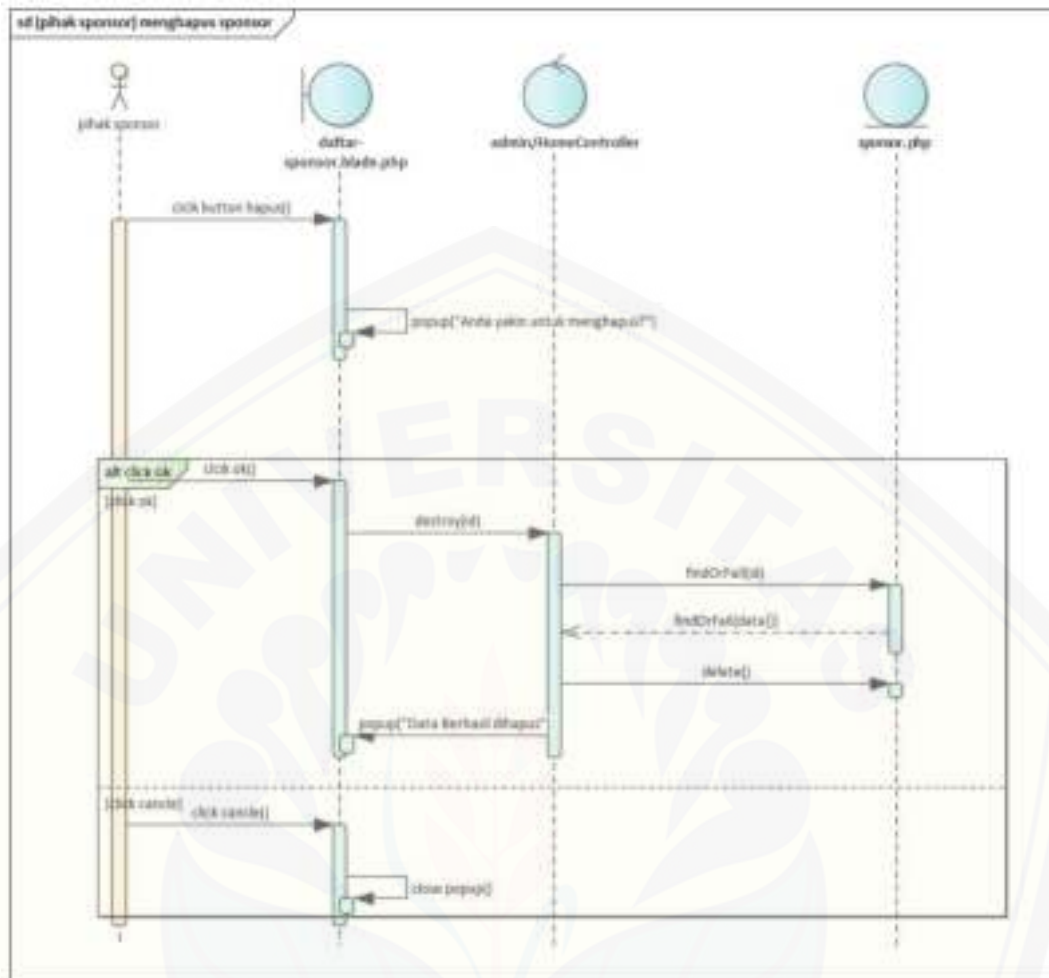 sd [pihak sponsor] menghapus sponsor
pihak sponsor
daftar-
sponsor.blade.php
admin/HomeController
sponsor.php
click button hapus()
popup("Anda yakin untuk menghapus?")
alt click ok
click ok()
[click ok]
destroy(id)
findOrFail(id)
findOrFail(data[])
delete()
popup("Data Berhasil dihapus"
[click cancle]
click cancle()
close popup()
UNIVERSITAS